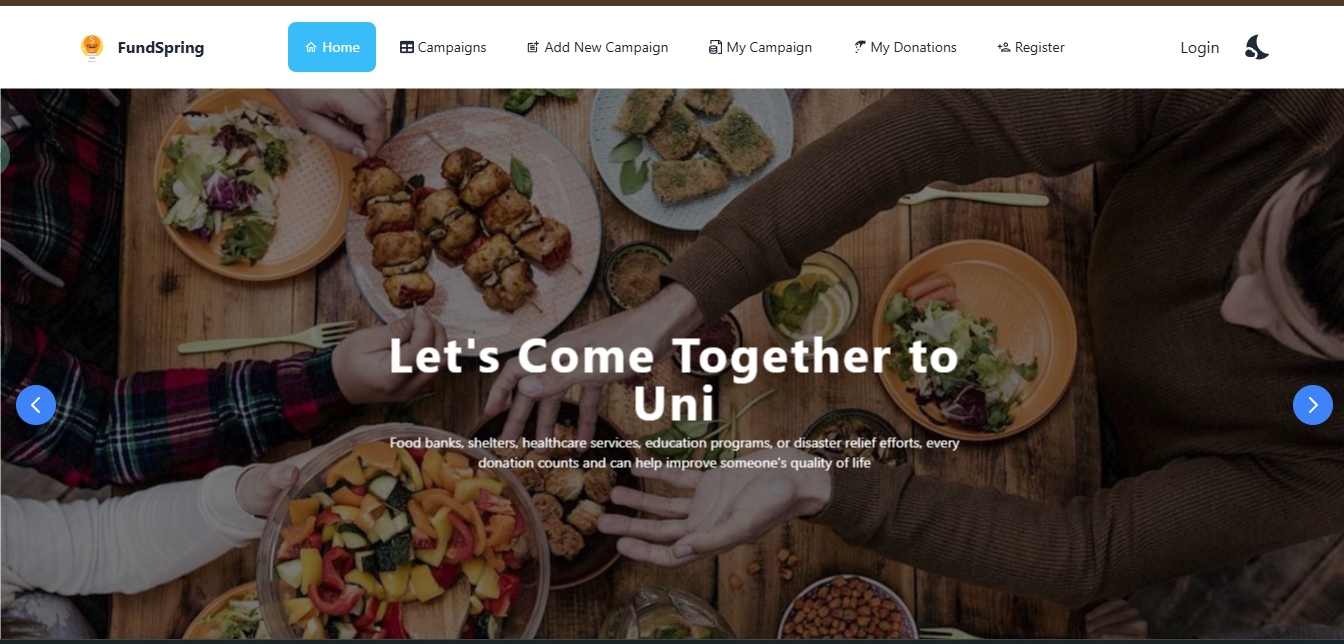 FundSpring
Home
Campaigns
Add New Campaign
My Campaign
My Donations
Register
Login
Let's Come Together to
Uni
Food banks, shelters, healthcare services, education programs, or disaster relief efforts, every
donation counts and can help improve someone's quality of life